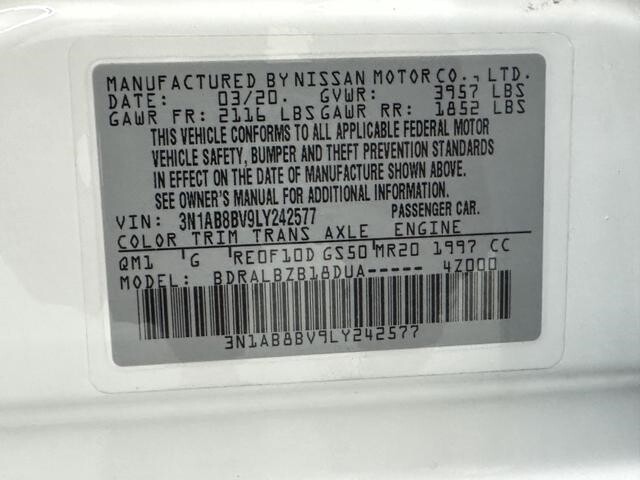 MANUFACTURED BY NISSAN MOTOR CO., LTD.
DATE: 03/20. GVWR: 3957 LBS
GAWR FR: 2116 LBS GAWR RR: 1852 LBS
THIS VEHICLE CONFORMS TO ALL APPLICABLE FEDERAL MOTOR
VEHICLE SAFETY, BUMPER AND THEFT PREVENTION STANDARDS
IN EFFECT ON THE DATE OF MANUFACTURE SHOWN ABOVE.
SEE OWNER'S MANUAL FOR ADDITIONAL INFORMATION.
VIN: 3N1AB8BV9LY242577 PASSENGER CAR.
COLOR TRIM TRANS AXLE ENGINE
QM1 G RE0F10D GS50 MR20 1997 CC
MODEL: BDRALBZB18DUA----- 4Z000
3N1AB8BV9LY242577